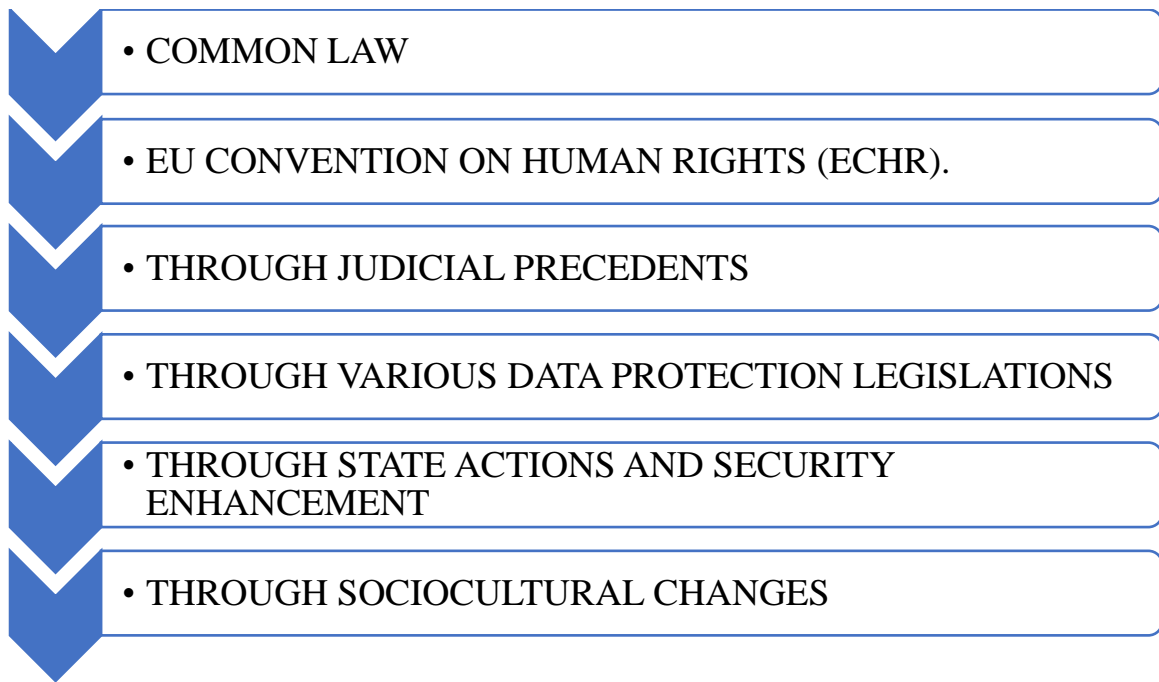 • COMMON LAW
• EU CONVENTION ON HUMAN RIGHTS (ECHR).
• THROUGH JUDICIAL PRECEDENTS
• THROUGH VARIOUS DATA PROTECTION LEGISLATIONS
• THROUGH STATE ACTIONS AND SECURITY
ENHANCEMENT
• THROUGH SOCIOCULTURAL CHANGES